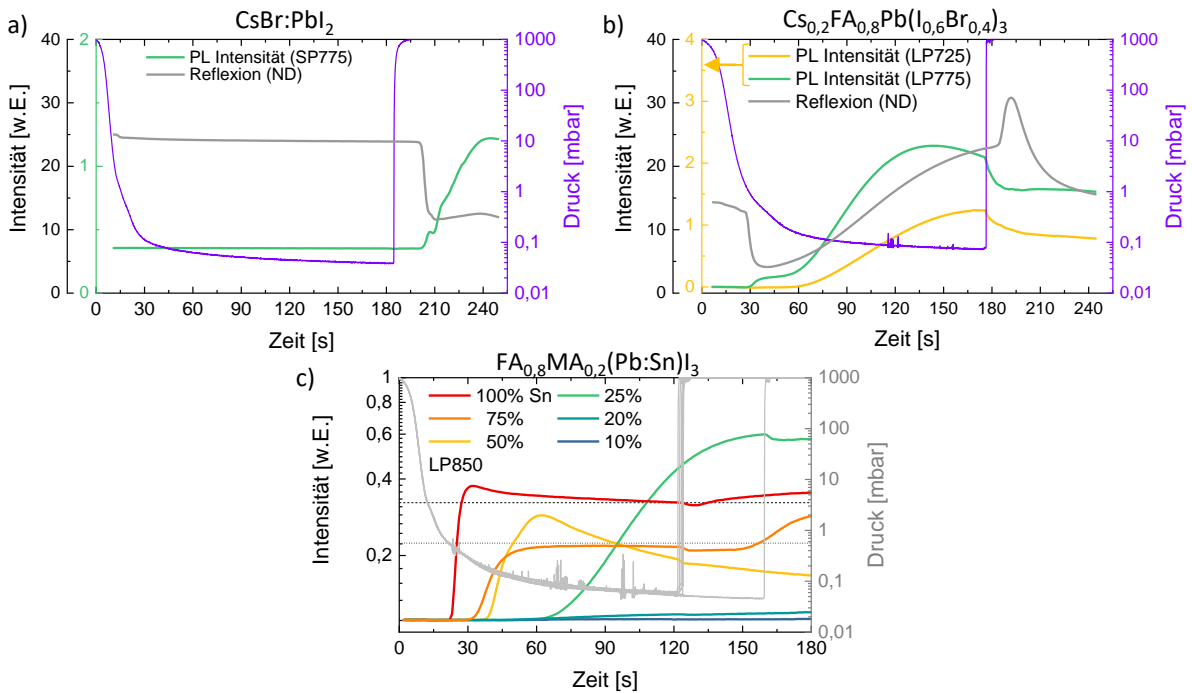 a)
CsBr:PbI₂
PL Intensität (SP775)
Reflexion (ND)
Intensität [w.E.]
40
30
20
10
0
2
1
0
1000
100
10
1
0,1
0,01
Druck [mbar]
0 30 60 90 120 150 180 210 240
Zeit [s]
b)
Cs₀,₂FA₀,₈Pb(I₀,₆Br₀,₄)₃
PL Intensität (LP725)
PL Intensität (LP775)
Reflexion (ND)
Intensität [w.E.]
40
30
20
10
0
4
3
2
1
0
1000
100
10
1
0,1
0,01
Druck [mbar]
0 30 60 90 120 150 180 210 240
Zeit [s]
c)
FA₀,₈MA₀,₂(Pb:Sn)I₃
100% Sn 25%
75% 20%
50% 10%
LP850
Intensität [w.E.]
1
0,8
0,6
0,4
0,2
1000
100
10
1
0,1
0,01
Druck [mbar]
0 30 60 90 120 150 180
Zeit [s]